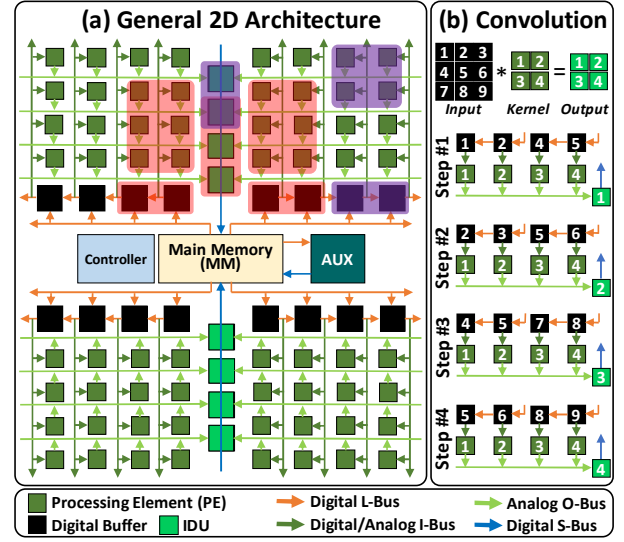 (a) General 2D Architecture
Controller
Main Memory
(MM)
AUX
(b) Convolution
1 2 3
4 5 6
7 8 9
*
1 2
3 4
=
1 2
3 4
Input Kernel Output
Step #1
1 2 4 5
1 2 3 4
1
Step #2
2 3 5 6
1 2 3 4
2
Step #3
4 5 7 8
1 2 3 4
3
Step #4
5 6 8 9
1 2 3 4
4
Processing Element (PE)
Digital L-Bus
Analog O-Bus
Digital Buffer
IDU
Digital/Analog I-Bus
Digital S-Bus